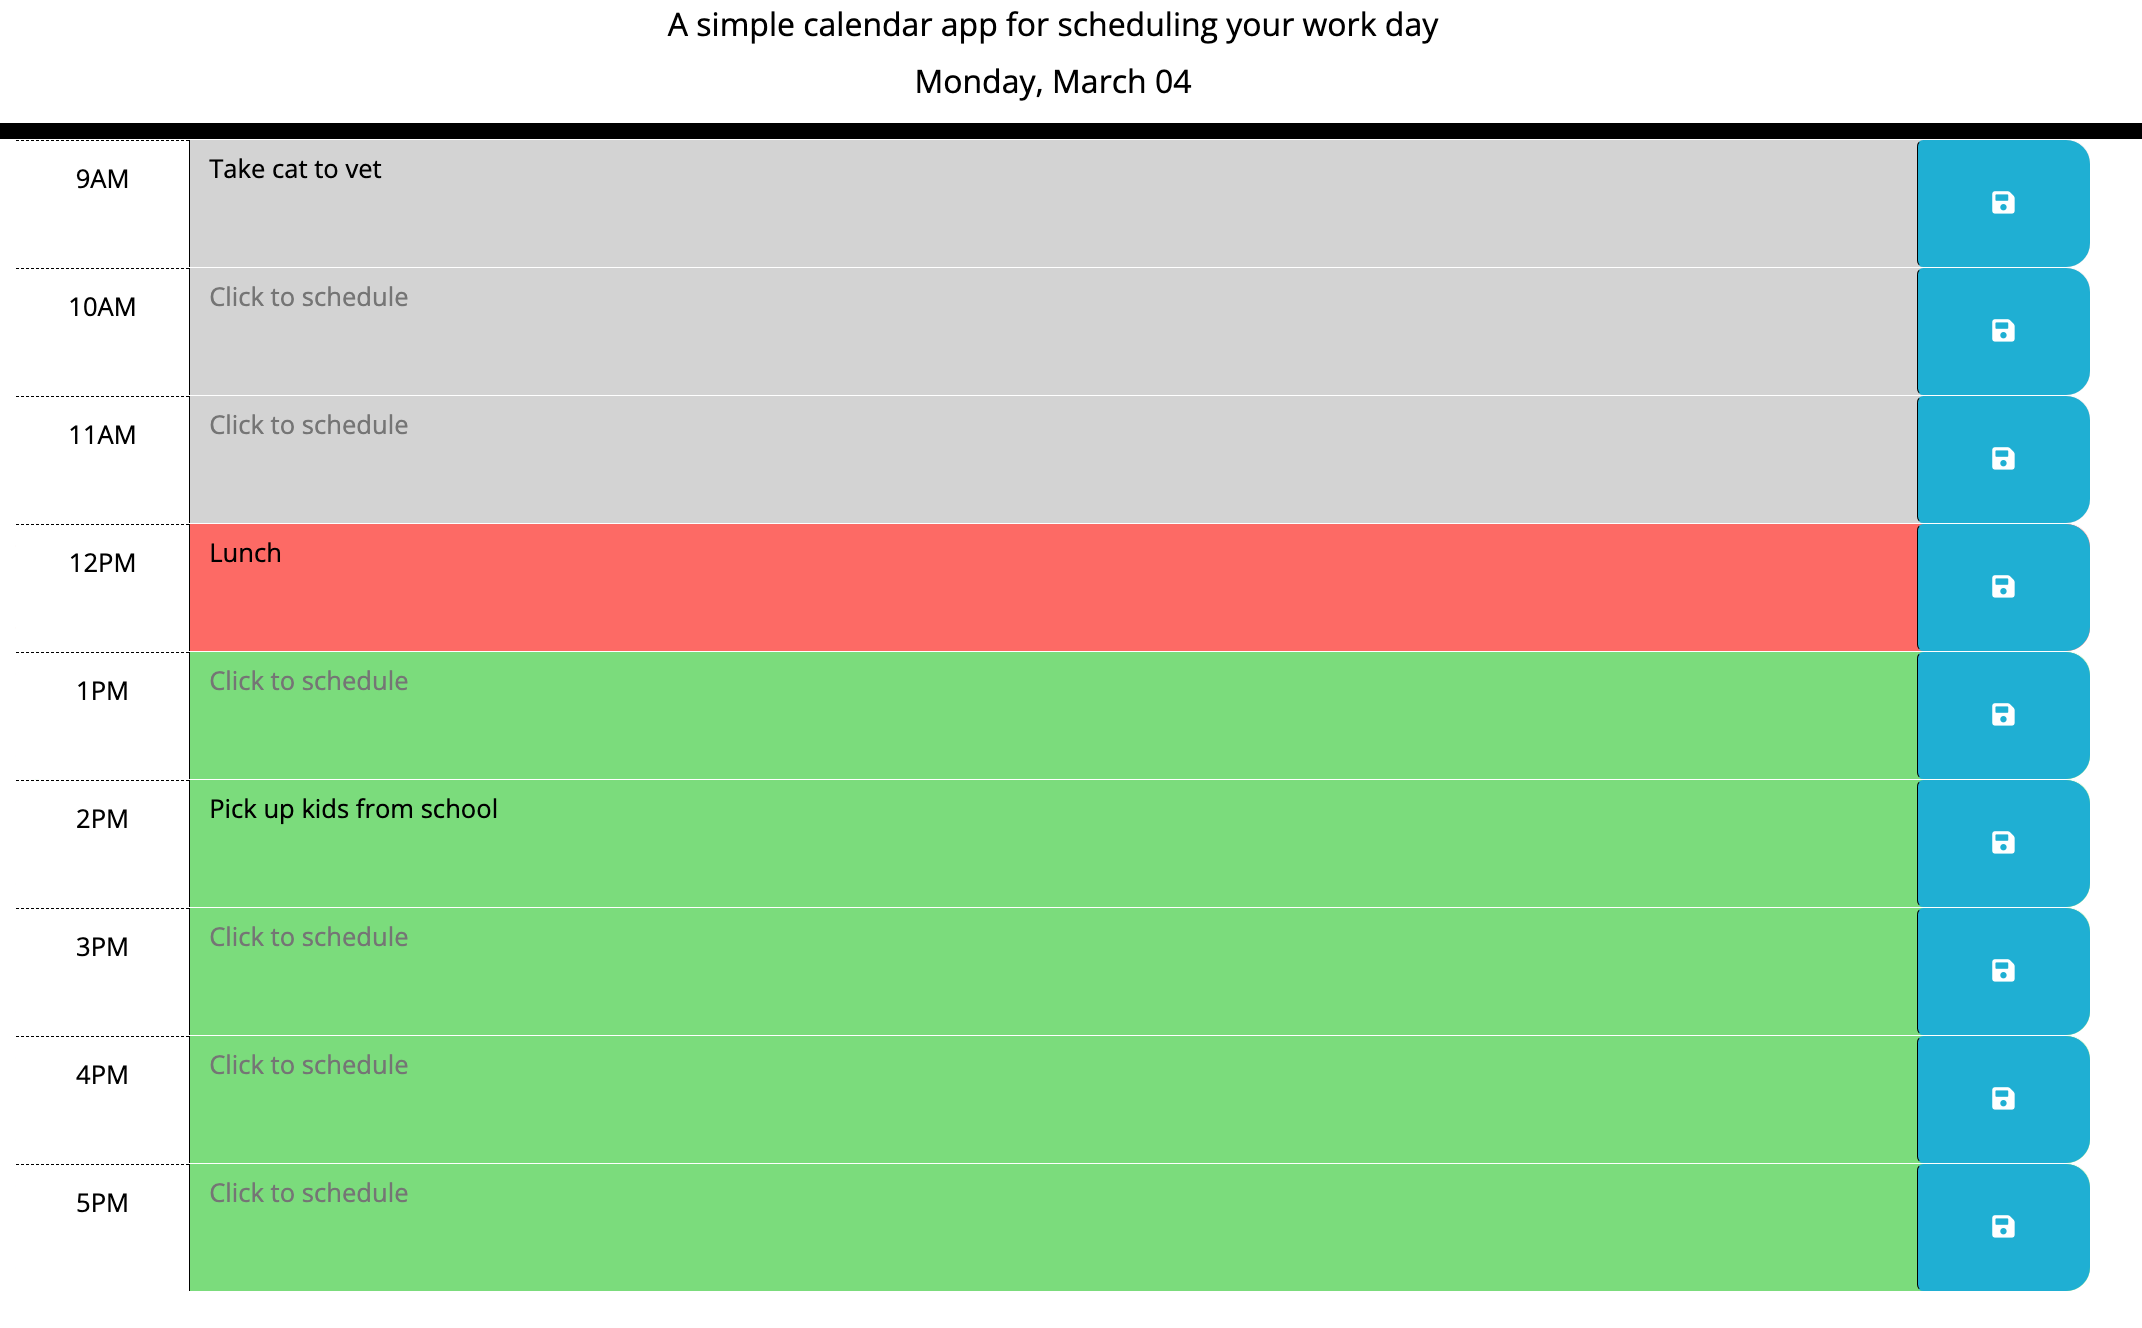 A simple calendar app for scheduling your work day
Monday, March 04
9AM
Take cat to vet
10AM
Click to schedule
11AM
Click to schedule
12PM
Lunch
1PM
Click to schedule
2PM
Pick up kids from school
3PM
Click to schedule
4PM
Click to schedule
5PM
Click to schedule